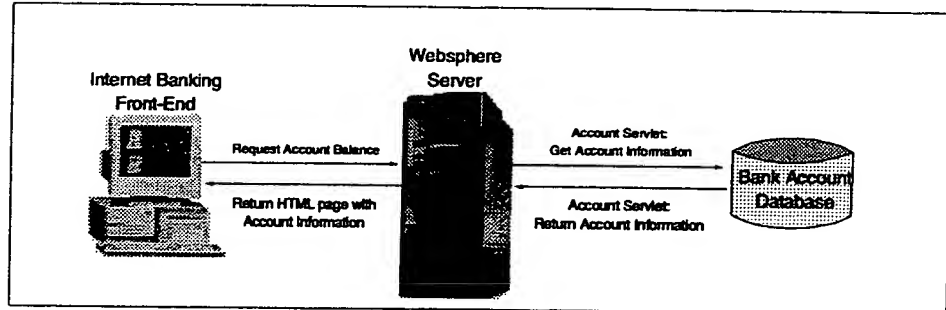 Internet Banking
Front-End
Websphere
Server
Request Account Balance
Return HTML page with
Account Information
Account Servlet:
Get Account Information
Account Servlet:
Return Account Information
Bank Account
Database